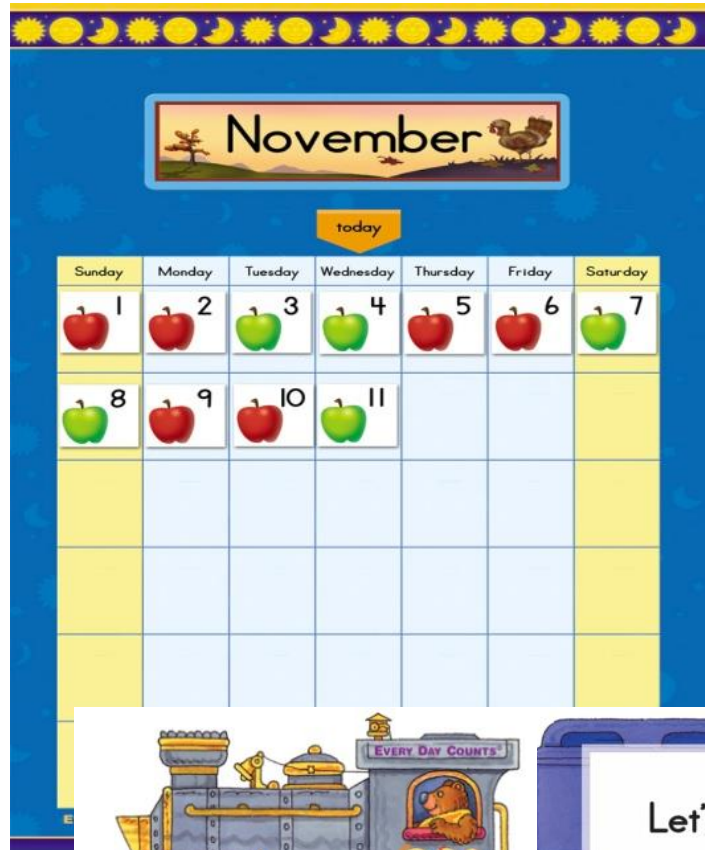 November
today
Sunday Monday Tuesday Wednesday Thursday Friday Saturday
1 2 3 4 5 6 7
8 9 10 11
EVERY DAY COUNTS®
E
Let'